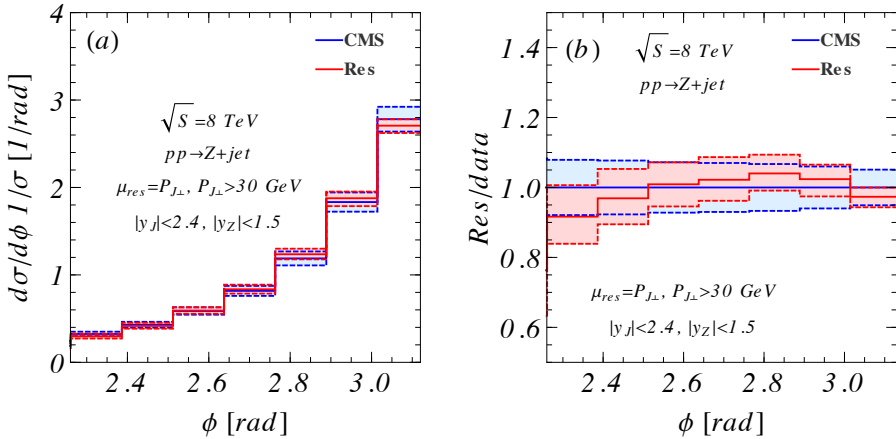 (a)
CMS
Res
√S=8 TeV
pp→Z+jet
μres=PJ⊥, PJ⊥>30 GeV
|yJ|<2.4, |yZ|<1.5
dσ/dϕ 1/σ [1/rad]
4
3
2
1
0
2.4 2.6 2.8 3.0
ϕ [rad]
(b)
√S=8 TeV
CMS
Res
pp→Z+jet
μres=PJ⊥, PJ⊥>30 GeV
|yJ|<2.4, |yZ|<1.5
Res/data
1.4
1.2
1.0
0.8
0.6
2.4 2.6 2.8 3.0
ϕ [rad]